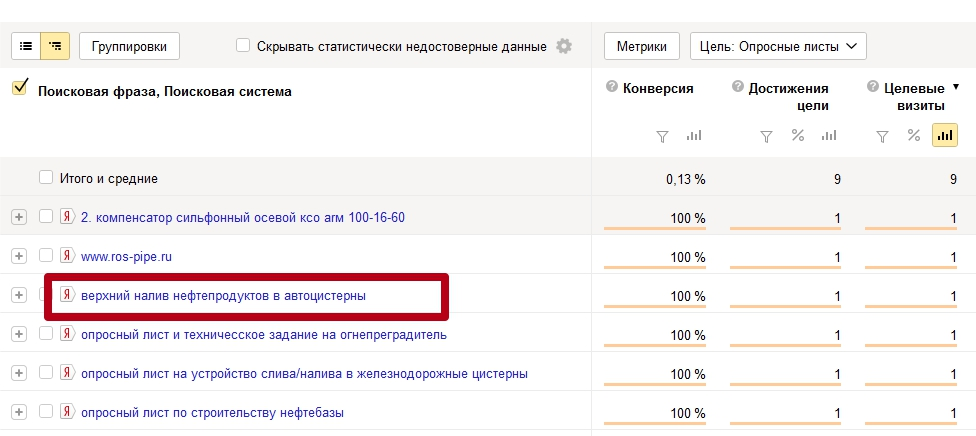 Группировки
Скрывать статистически недостоверные данные
Метрики
Цель: Опросные листы
Поисковая фраза, Поисковая система
? Конверсия
? Достижения цели
? Целевые визиты
%
%
Итого и средние 0,13 % 9 9
Я 2. компенсатор сильфонный осевой ксо arm 100-16-60 100 % 1 1
Я www.ros-pipe.ru 100 % 1 1
Я верхний налив нефтепродуктов в автоцистерны 100 % 1 1
Я опросный лист и техничессское задание на огнепреградитель 100 % 1 1
Я опросный лист на устройство слива/налива в железнодорожные цистерны 100 % 1 1
Я опросный лист по строительству нефтебазы 100 % 1 1